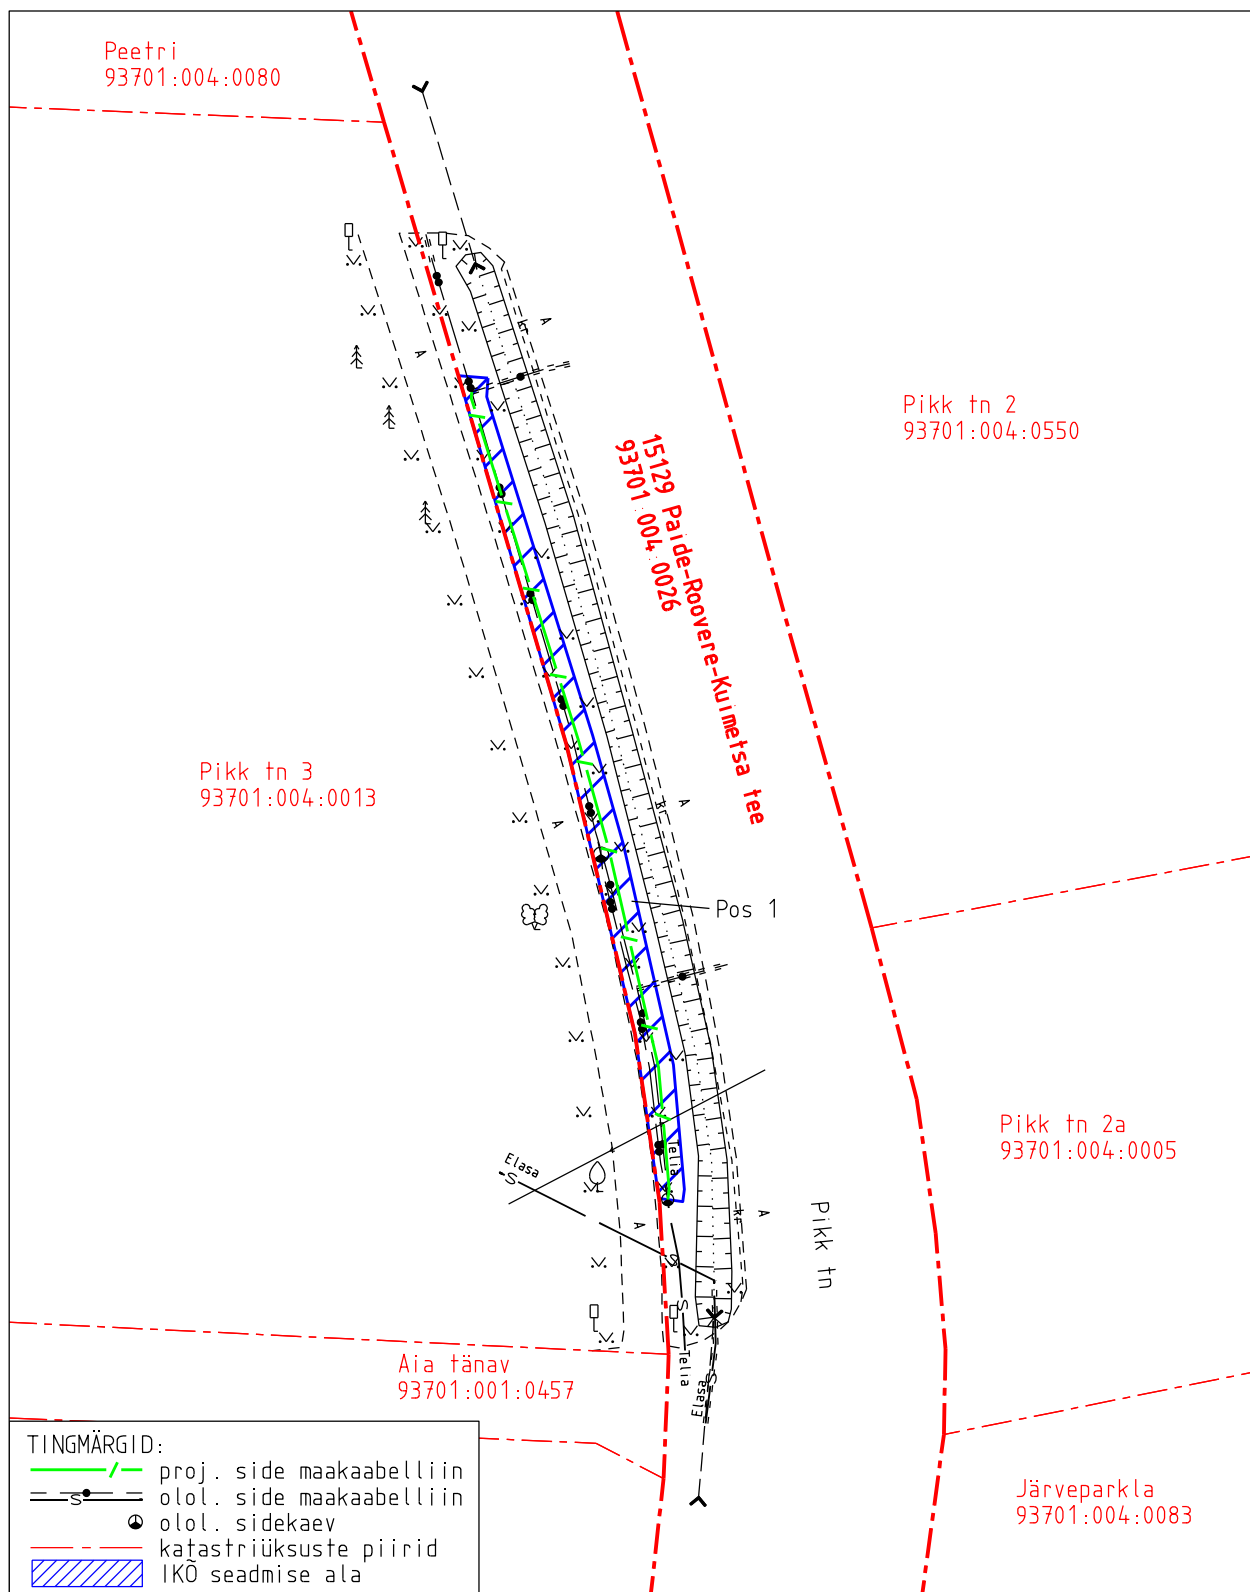 Peetri
93701:004:0080
A
kr
A
Pikk tn 2
93701:004:0550
15129 Paide-Roovere-Kuimetsa tee
93701:004:0026
Pikk tn 3
93701:004:0013
A
kr
A
Pos 1
Pikk tn 2a
93701:004:0005
Elasa
S
Telia
A
kr
A
Pikk tn
S
S
Telia
Elasa
S
Aia tänav
93701:001:0457
Järveparkla
93701:004:0083
TINGMÄRGID:
proj. side maakaabelliin
S
olol. side maakaabelliin
olol. sidekaev
katastriüksuste piirid
IKÕ seadmise ala